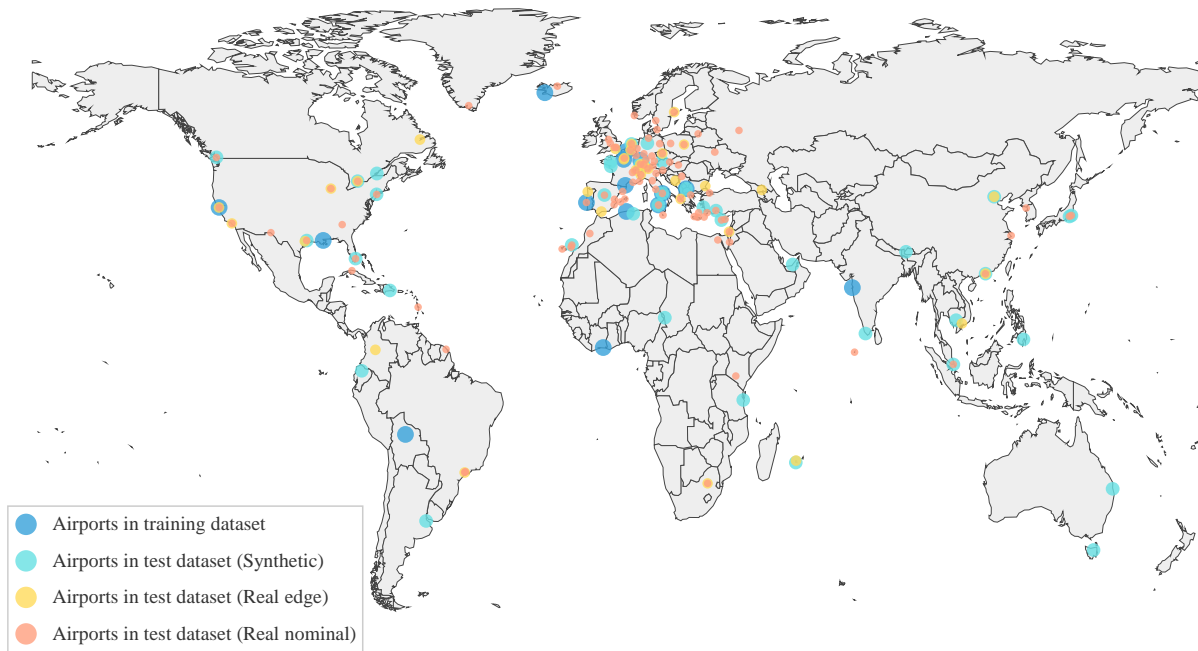 Airports in training dataset
Airports in test dataset (Synthetic)
Airports in test dataset (Real edge)
Airports in test dataset (Real nominal)